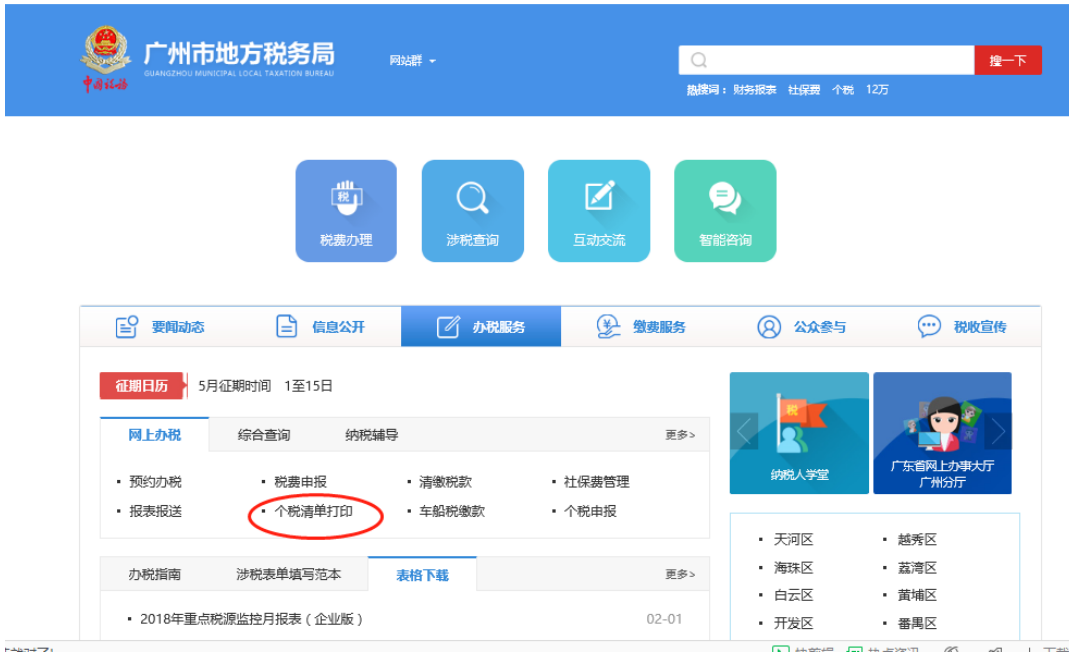 广州市地方税务局
GUANGZHOU MUNICIPAL LOCAL TAXATION BUREAU
中国税务
网站群
搜一下
热搜词： 财务报表 社保费 个税 12万
税
税费办理
涉税查询
互动交流
智能咨询
要闻动态
信息公开
办税服务
缴费服务
公众参与
税收宣传
征期日历 5月征期时间 1至15日
网上办税 综合查询 纳税辅导 更多>
▪ 预约办税 ▪ 税费申报 ▪ 清缴税款 ▪ 社保费管理
▪ 报表报送 ▪ 个税清单打印 ▪ 车船税缴款 ▪ 个税申报
办税指南 涉税表单填写范本 表格下载 更多>
▪ 2018年重点税源监控月报表（企业版） 02-01
税
纳税人学堂
广东省网上办事大厅
广州分厅
▪ 天河区 ▪ 越秀区
▪ 海珠区 ▪ 荔湾区
▪ 白云区 ▪ 黄埔区
▪ 开发区 ▪ 番禺区